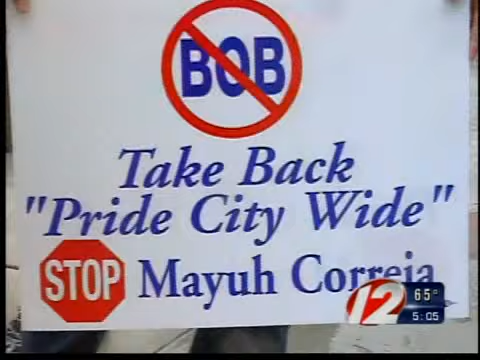 BOB
Take Back
"Pride City Wide"
STOP Mayuh Correia
12 65°
5:05